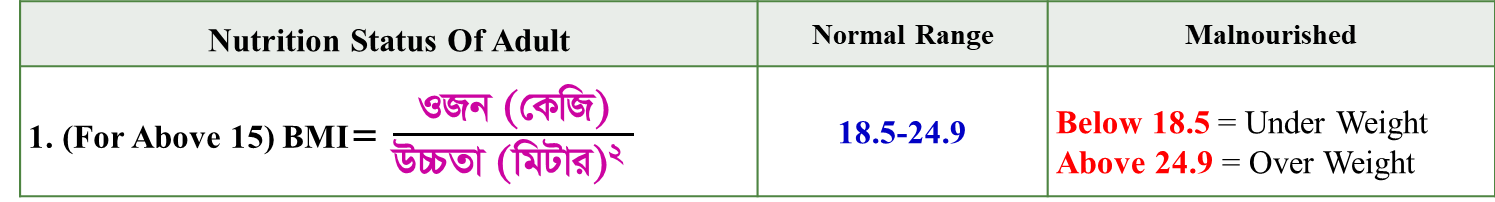 Nutrition Status Of Adult
Normal Range
Malnourished
1. (For Above 15) BMI= ওজন (কেজি)
উচ্চতা (মিটার)২
18.5-24.9
Below 18.5 = Under Weight
Above 24.9 = Over Weight